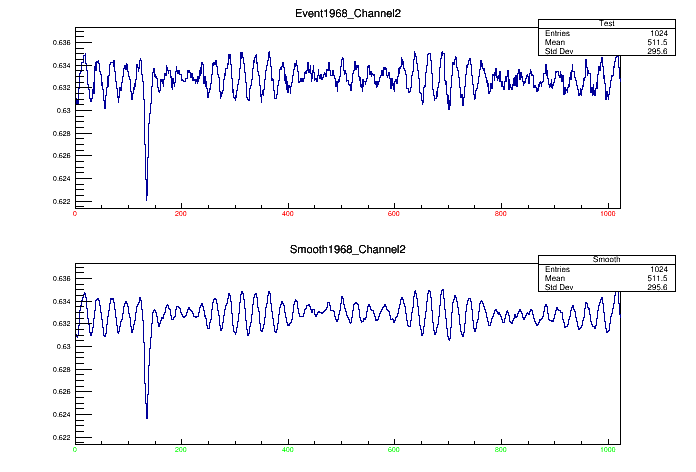 Event1968_Channel2
Test
Entries 1024
Mean 511.5
Std Dev 295.6
0.636
0.634
0.632
0.63
0.628
0.626
0.624
0.622
0 200 400 600 800 1000
Smooth1968_Channel2
Smooth
Entries 1024
Mean 511.5
Std Dev 295.6
0.636
0.634
0.632
0.63
0.628
0.626
0.624
0.622
0 200 400 600 800 1000